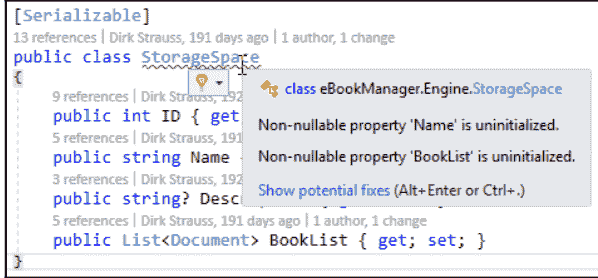 [Serializable]
13 references | Dirk Strauss, 191 days ago | 1 author, 1 change
public class StorageSpace
{
class eBookManager.Engine.StorageSpace
9 references | Dirk Strauss, 192
public int ID { get
Non-nullable property 'Name' is uninitialized.
5 references | Dirk Strauss, 191
public string Name
Non-nullable property 'BookList' is uninitialized.
3 references | Dirk Strauss, 192
public string? Desc
Show potential fixes (Alt+Enter or Ctrl+.)
5 references | Dirk Strauss, 191 days ago | 1 author, 1 change
public List<Document> BookList { get; set; }
}